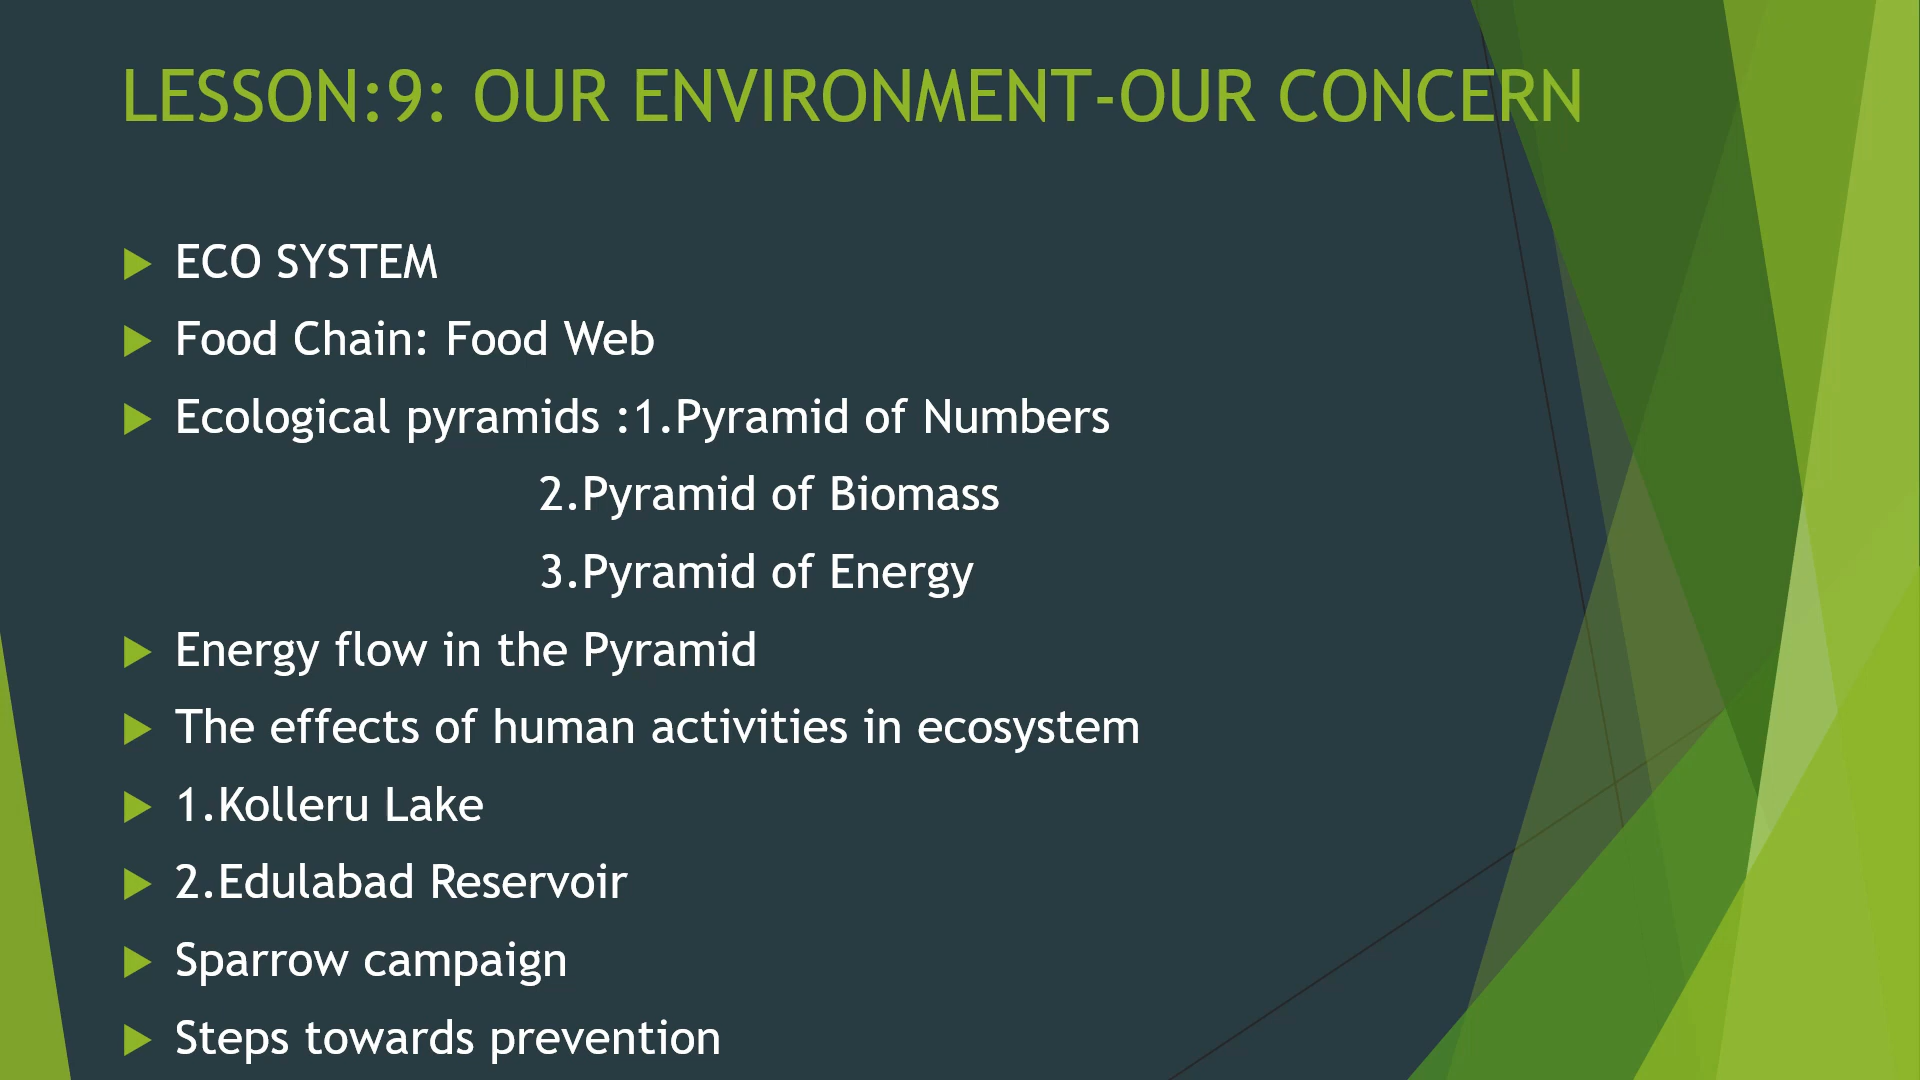 LESSON:9: OUR ENVIRONMENT-OUR CONCERN
ECO SYSTEM
Food Chain: Food Web
Ecological pyramids :1.Pyramid of Numbers
2.Pyramid of Biomass
3.Pyramid of Energy
Energy flow in the Pyramid
The effects of human activities in ecosystem
1.Kolleru Lake
2.Edulabad Reservoir
Sparrow campaign
Steps towards prevention